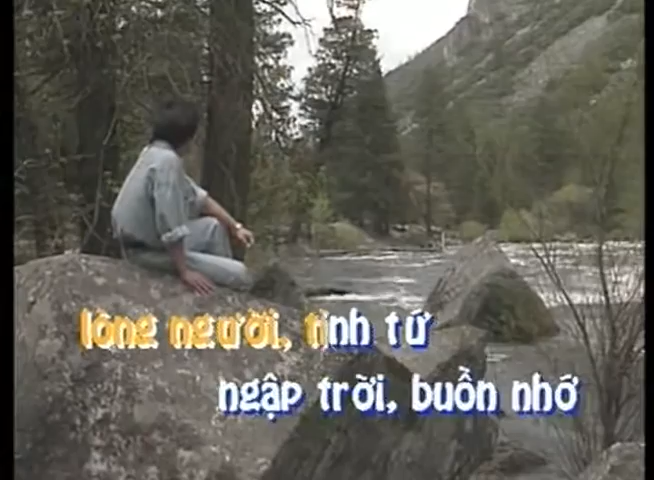 lòng người, tình tứ
ngập trời, buồn nhớ